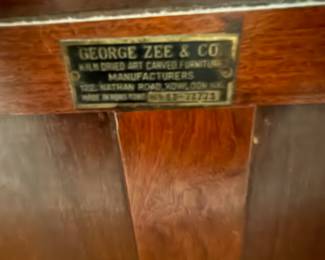 GEORGE ZEE & CO
KILN DRIED ART CARVED FURNITURE
MANUFACTURERS
NATHAN ROAD, KOWLOON H.K.
MADE IN HONG KONG